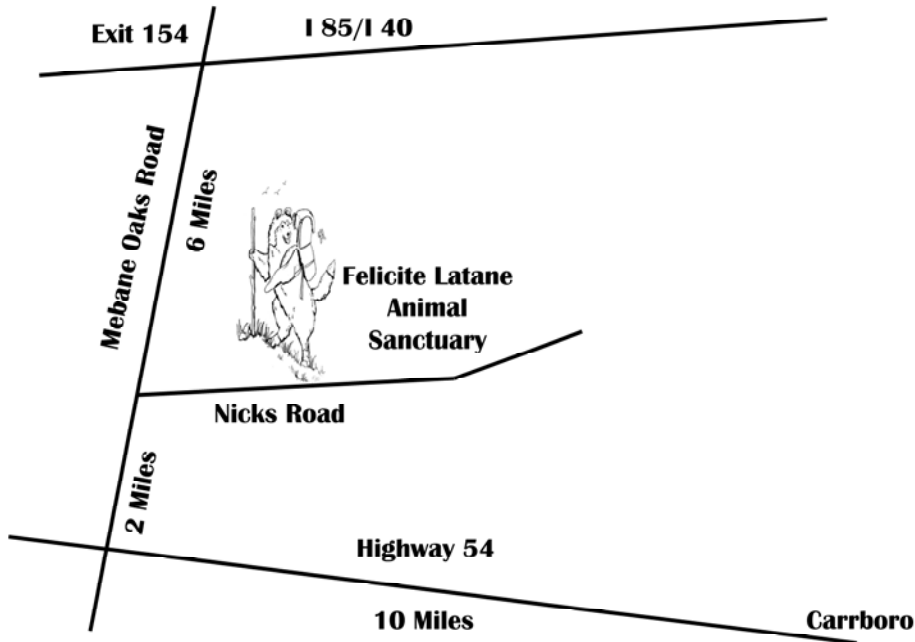 Exit 154
I 85/I 40
Mebane Oaks Road
6 Miles
Felicite Latane
Animal
Sanctuary
Nicks Road
2 Miles
Highway 54
10 Miles
Carrboro